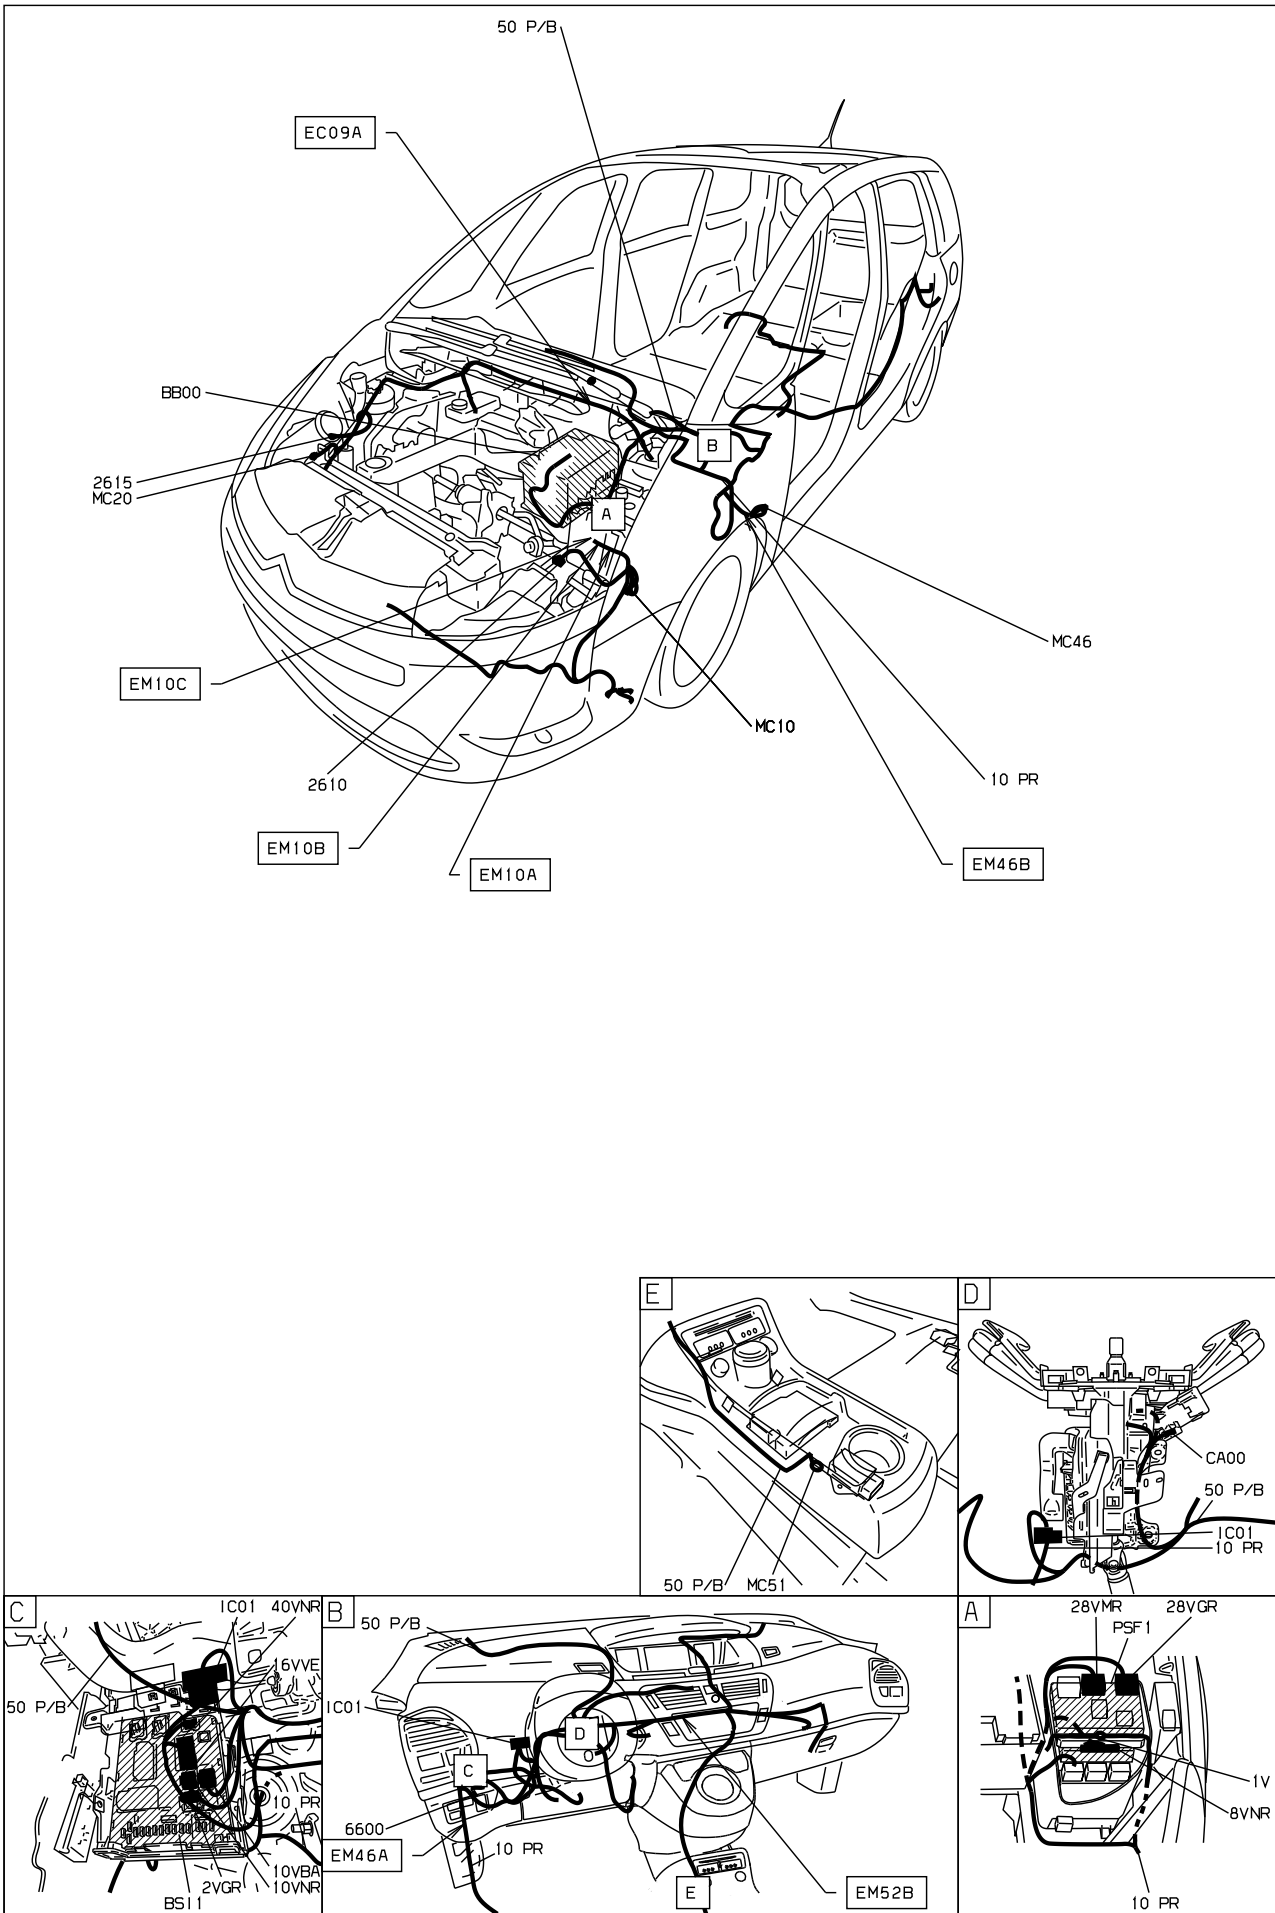 50 P/B
EC09A
BB00
2615
MC20
B
A
MC46
EM10C
MC10
2610
10 PR
EM10B
EM10A
EM46B
E
50 P/B
MC51
D
CA00
50 P/B
IC01
10 PR
C
IC01
40VNR
16VVE
50 P/B
10 PR
10VBA
2VGR
10VNR
BSI1
B
50 P/B
IC01
D
C
6600
EM46A
10 PR
E
EM52B
A
28VMR
28VGR
PSF1
1V
8VNR
10 PR